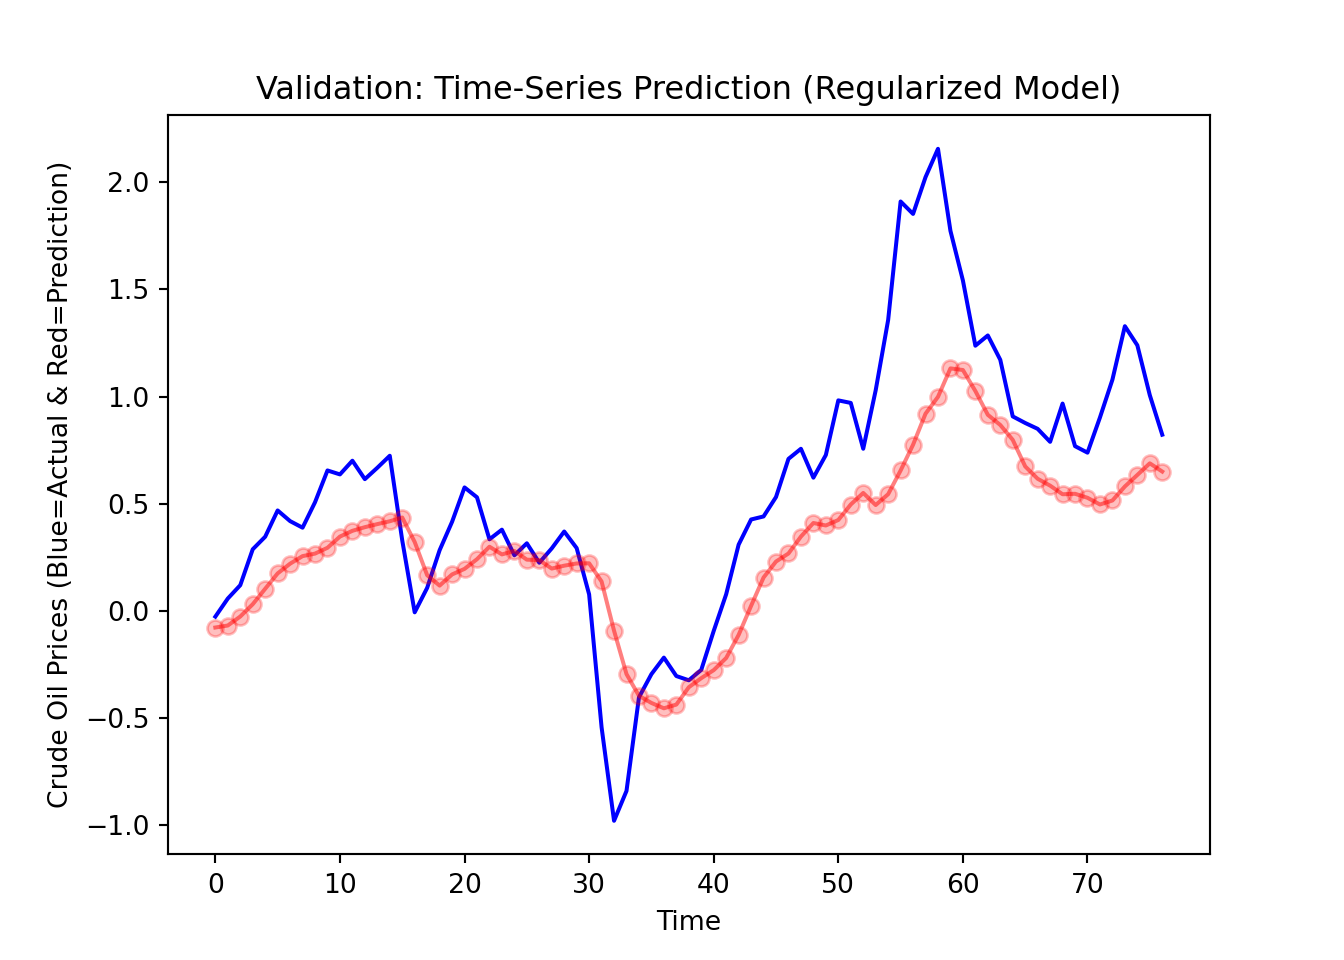 Validation: Time-Series Prediction (Regularized Model)
Crude Oil Prices (Blue=Actual & Red=Prediction)
2.0
1.5
1.0
0.5
0.0
−0.5
−1.0
0 10 20 30 40 50 60 70
Time